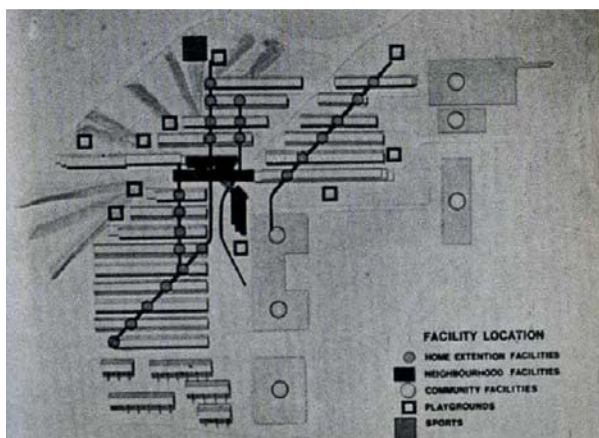 FACILITY LOCATION
HOME EXTENTION FACILITIES
NEIGHBOURHOOD FACILITIES
COMMUNITY FACILITIES
PLAYGROUNDS
SPORTS